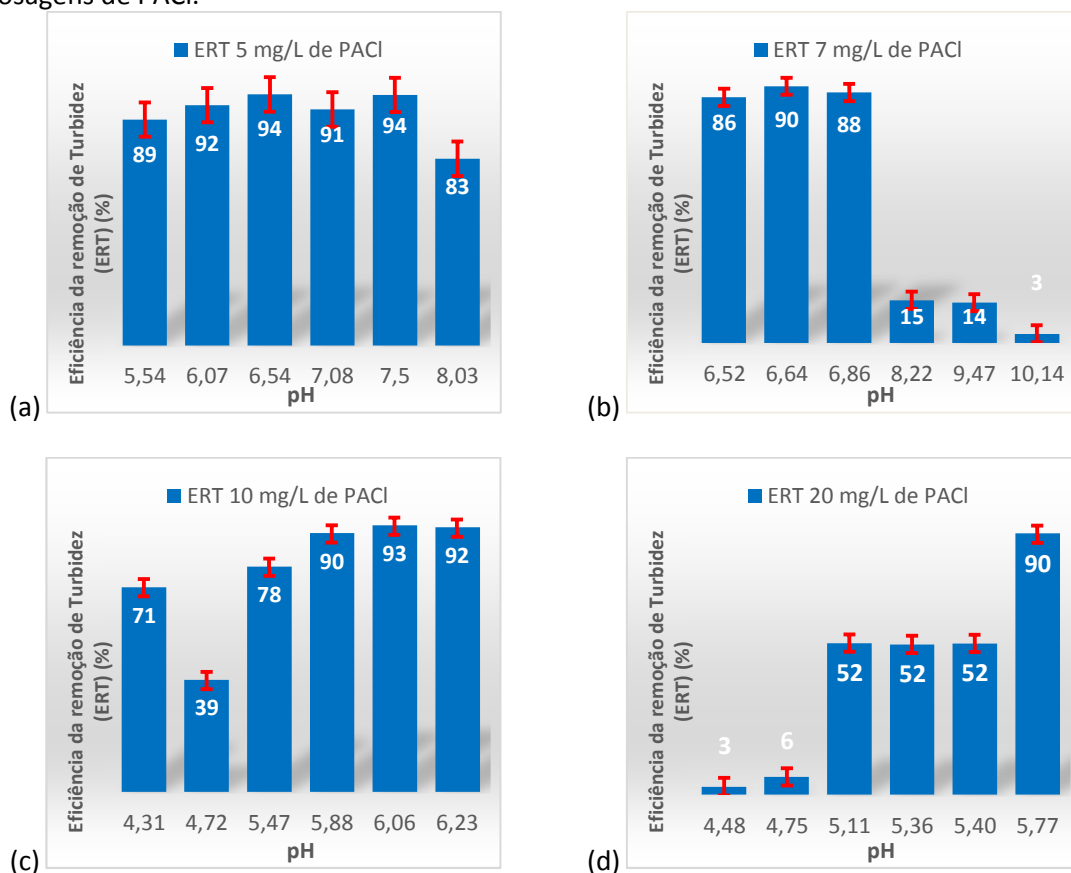 de PACl.
ERT 5 mg/L de PACl
Eficiência da remoção de Turbidez
(ERT) (%)
89
92
94
91
94
83
5,54 6,07 6,54 7,08 7,5 8,03
pH
(a)
ERT 7 mg/L de PACl
Eficiência da remoção de Turbidez
(ERT) (%)
86
90
88
15
14
3
6,52 6,64 6,86 8,22 9,47 10,14
pH
(b)
ERT 10 mg/L de PACl
Eficiência da remoção de Turbidez
(ERT) (%)
71
39
78
90
93
92
4,31 4,72 5,47 5,88 6,06 6,23
pH
(c)
ERT 20 mg/L de PACl
Eficiência da remoção de Turbidez
(ERT) (%)
3
6
52
52
52
90
4,48 4,75 5,11 5,36 5,40 5,77
pH
(d)